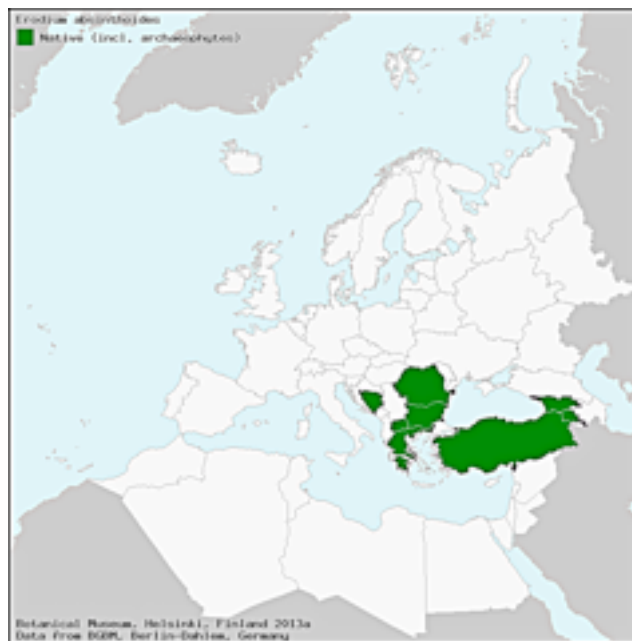 Erodium absinthoides
Native (incl. archaeophytes)
Botanical Museum, Helsinki, Finland 2013a
Data from BGBM, Berlin-Dahlem, Germany